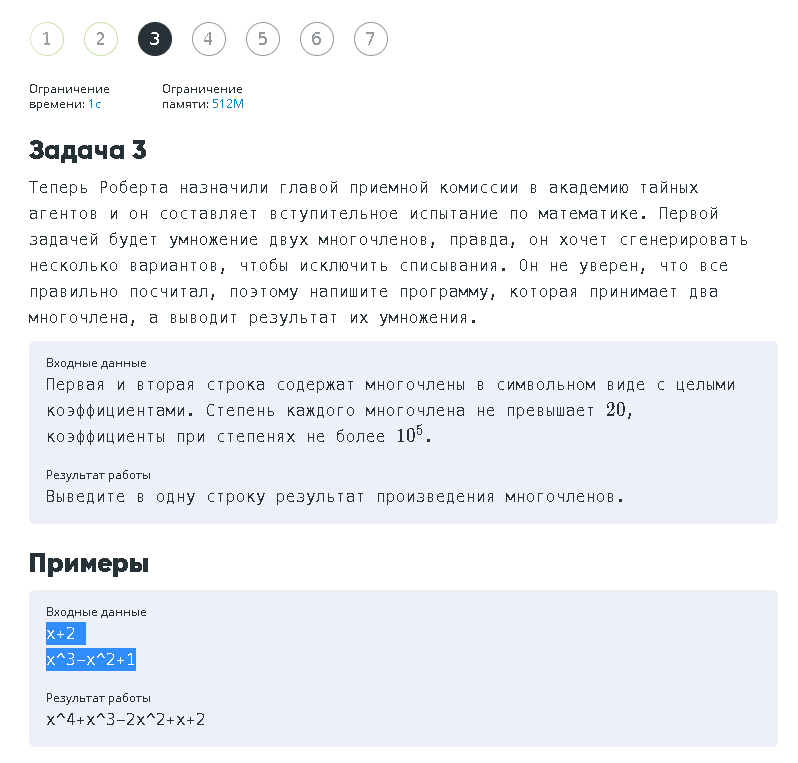 1 2 3 4 5 6 7
Ограничение Ограничение
времени: 1с памяти: 512M
Задача 3
Теперь Роберта назначили главой приемной комиссии в академию тайных
агентов и он составляет вступительное испытание по математике. Первой
задачей будет умножение двух многочленов, правда, он хочет сгенерировать
несколько вариантов, чтобы исключить списывания. Он не уверен, что все
правильно посчитал, поэтому напишите программу, которая принимает два
многочлена, а выводит результат их умножения.
Входные данные
Первая и вторая строка содержат многочлены в символьном виде с целыми
коэффициентами. Степень каждого многочлена не превышает 20,
коэффициенты при степенях не более 10⁵.
Результат работы
Выведите в одну строку результат произведения многочленов.
Примеры
Входные данные
x+2
x^3-x^2+1
Результат работы
x^4+x^3-2x^2+x+2